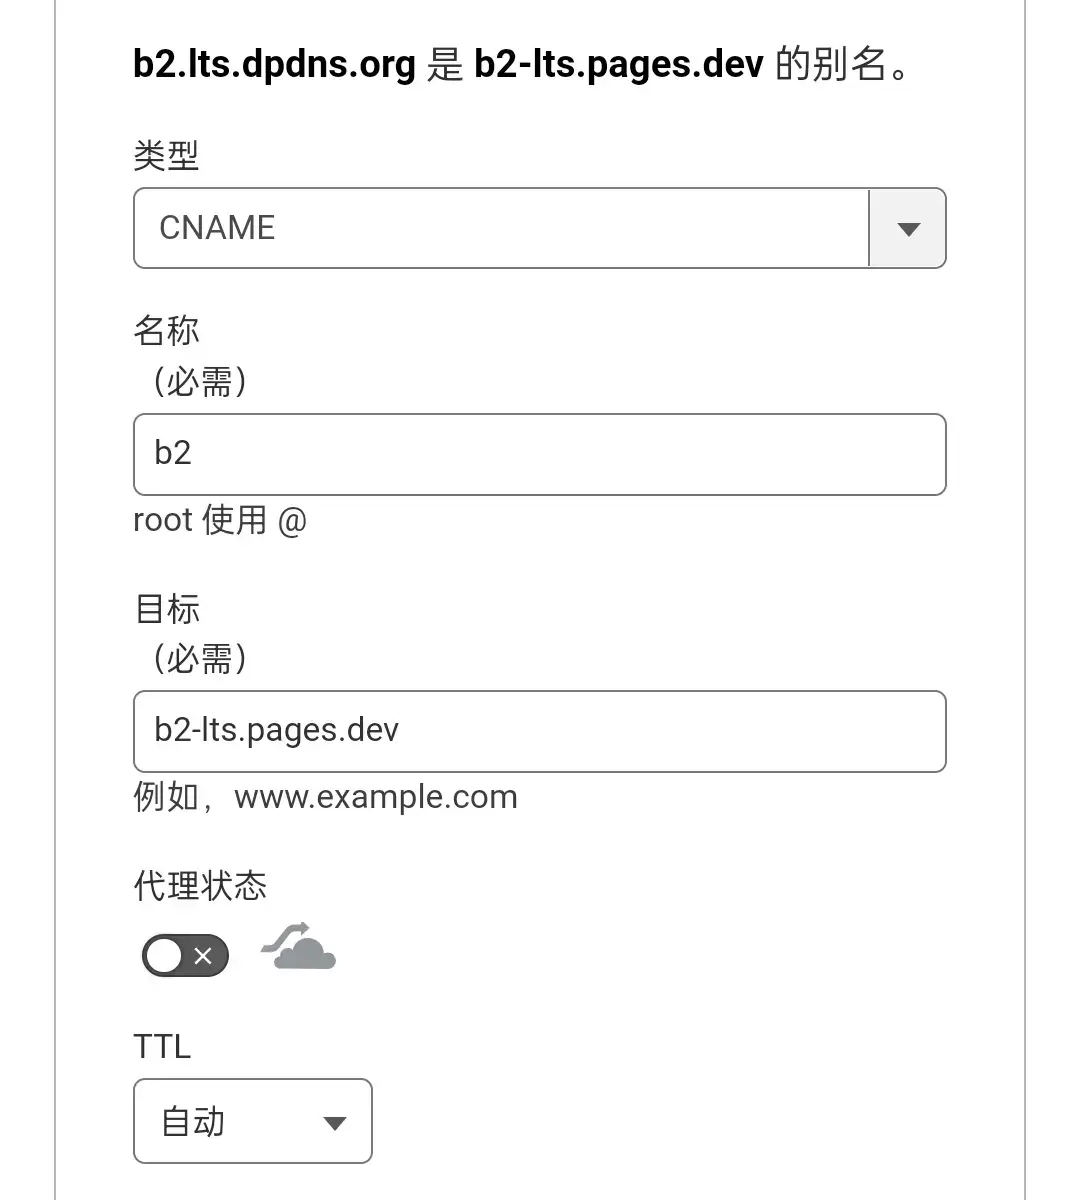 b2.lts.dpdns.org 是 b2-lts.pages.dev 的别名。
类型
CNAME
名称
（必需）
b2
root 使用 @
目标
（必需）
b2-lts.pages.dev
例如，www.example.com
代理状态
TTL
自动